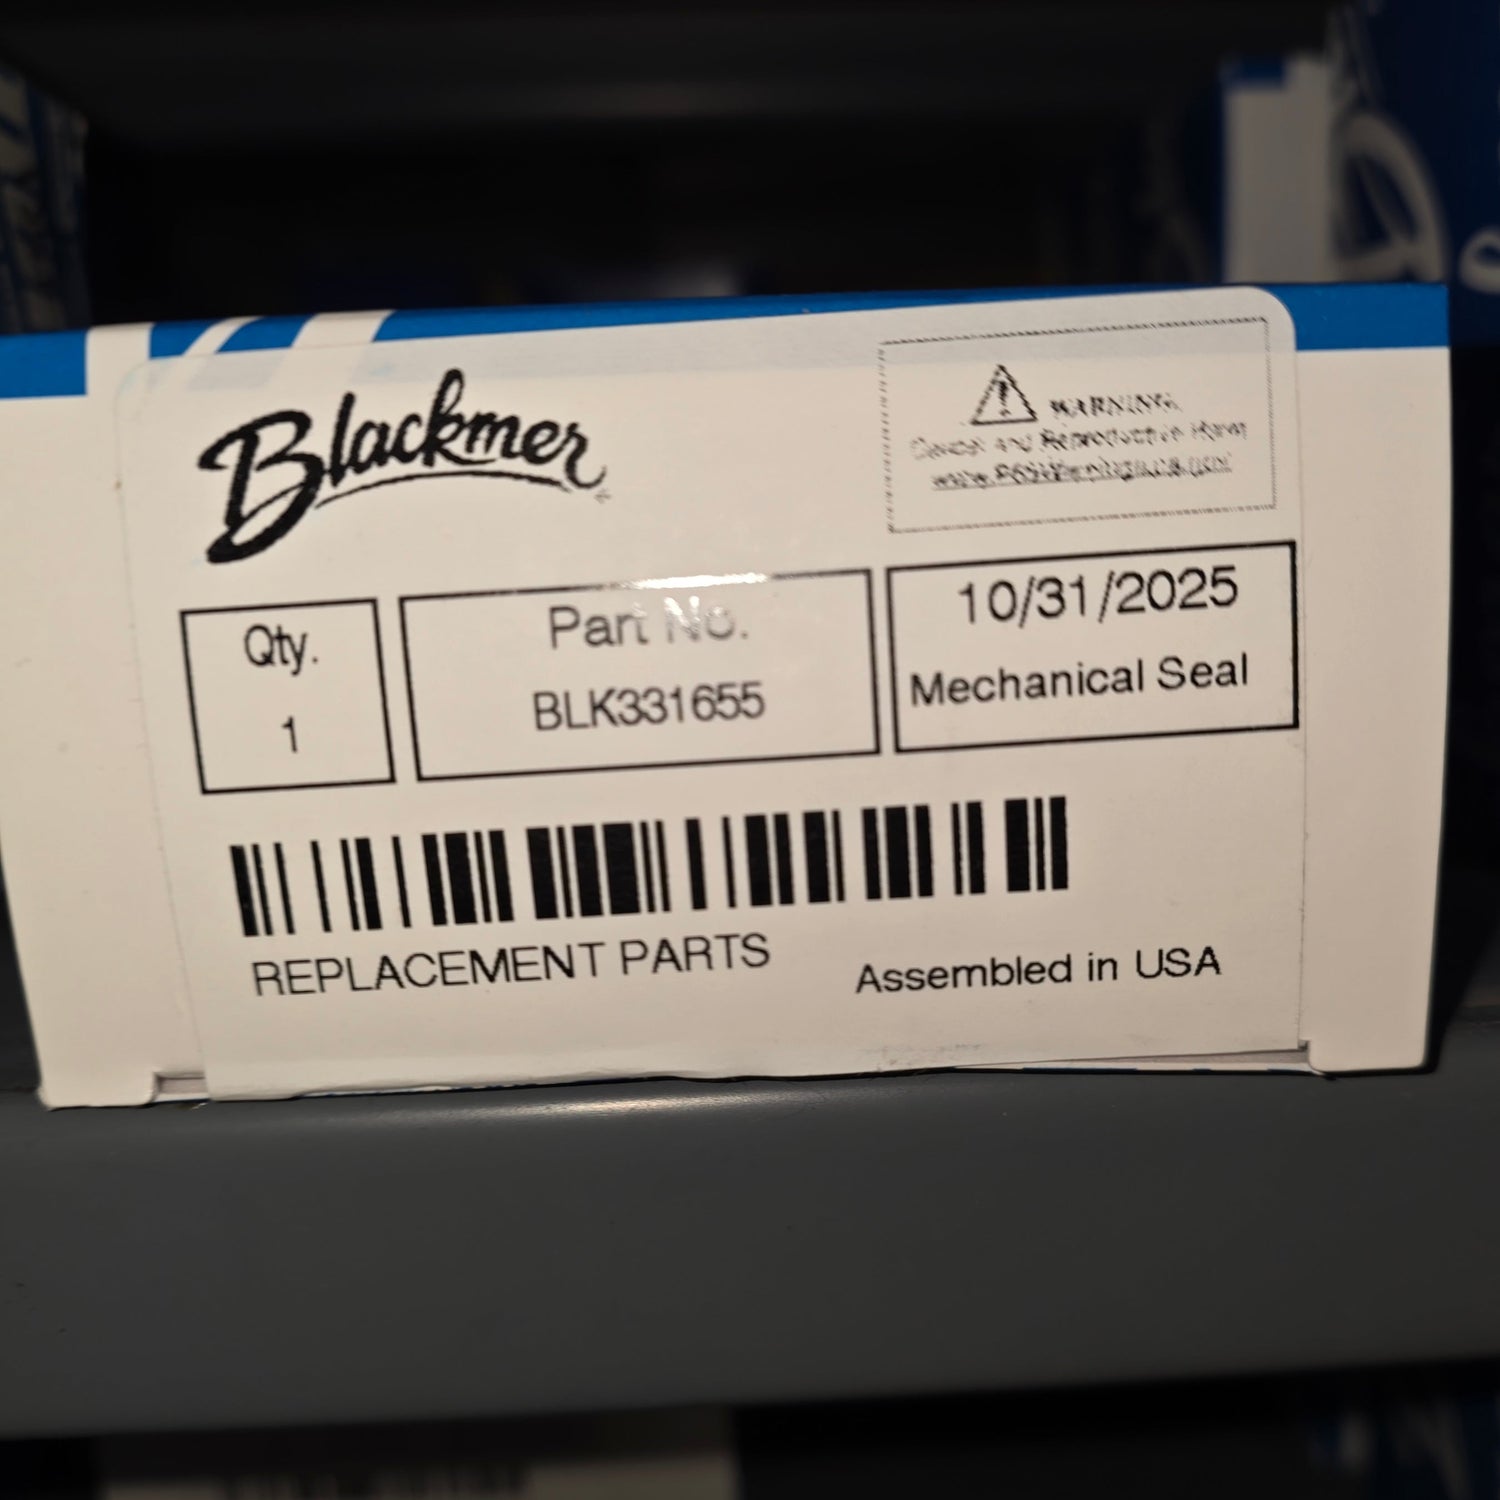 Blackmer
WARNING:
Cancer and Reproductive Harm
www.P65Warnings.ca.gov
Qty.
1
Part No.
BLK331655
10/31/2025
Mechanical Seal
REPLACEMENT PARTS
Assembled in USA